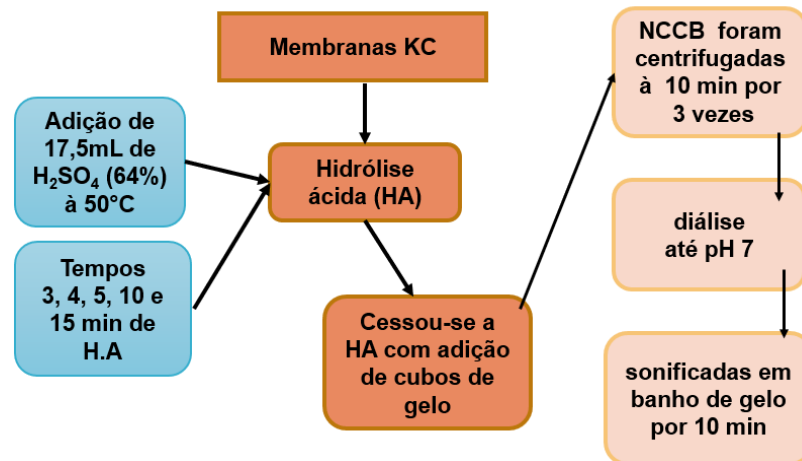 Membranas KC
Adição de
17,5mL de
H₂SO₄ (64%)
à 50°C
Tempos
3, 4, 5, 10 e
15 min de
H.A
Hidrólise
ácida (HA)
Cessou-se a
HA com adição
de cubos de
gelo
NCCB foram
centrifugadas
à 10 min por
3 vezes
diálise
até pH 7
sonificadas em
banho de gelo
por 10 min